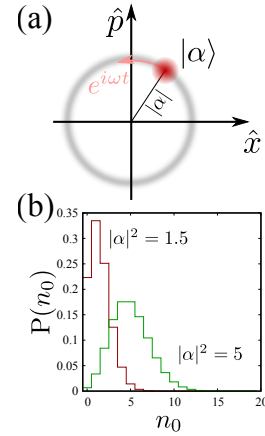 (a)
p̂
|α⟩
e^{iωt}
|α|
x̂
(b)
0.35
0.3
|α|² = 1.5
0.25
0.2
P(n₀)
0.15
|α|² = 5
0.1
0.05
0
0 5 10 15 20
n₀